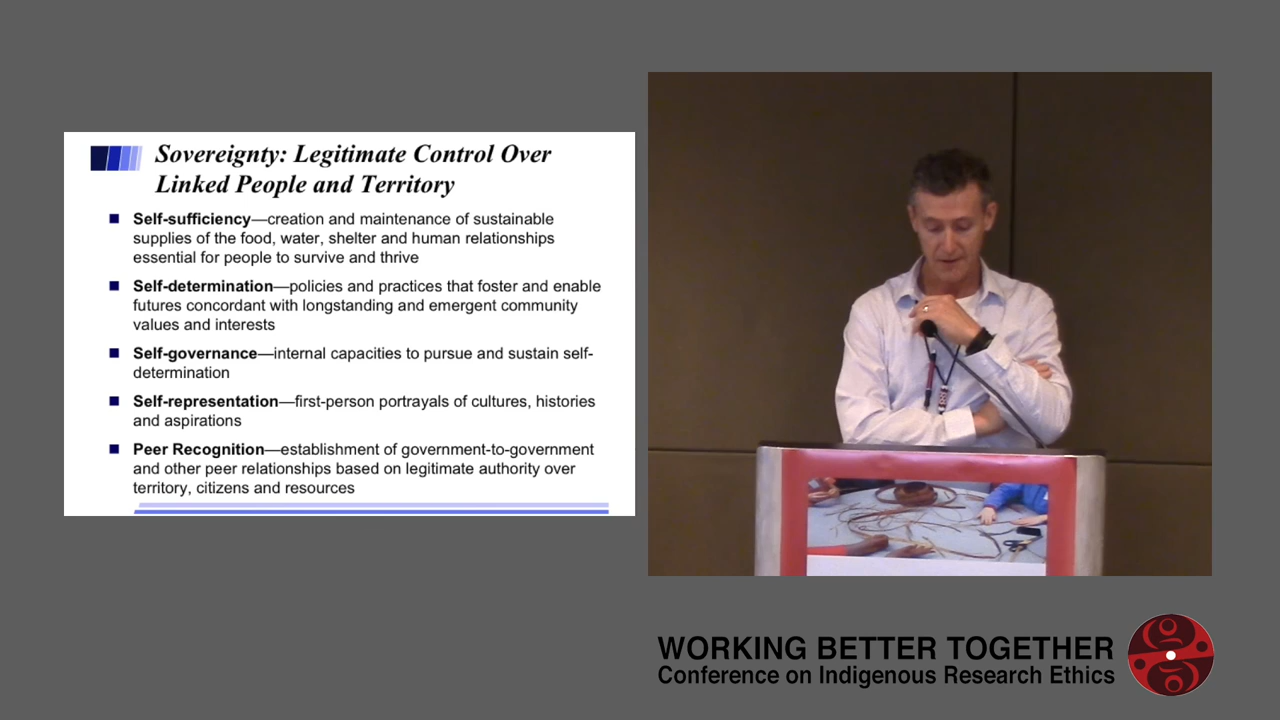 Sovereignty: Legitimate Control Over
Linked People and Territory
Self-sufficiency—creation and maintenance of sustainable
supplies of the food, water, shelter and human relationships
essential for people to survive and thrive
Self-determination—policies and practices that foster and enable
futures concordant with longstanding and emergent community
values and interests
Self-governance—internal capacities to pursue and sustain self-
determination
Self-representation—first-person portrayals of cultures, histories
and aspirations
Peer Recognition—establishment of government-to-government
and other peer relationships based on legitimate authority over
territory, citizens and resources
WORKING BETTER TOGETHER
Conference on Indigenous Research Ethics